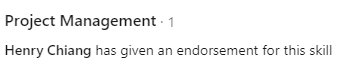 Project Management · 1
Henry Chiang has given an endorsement for this skill